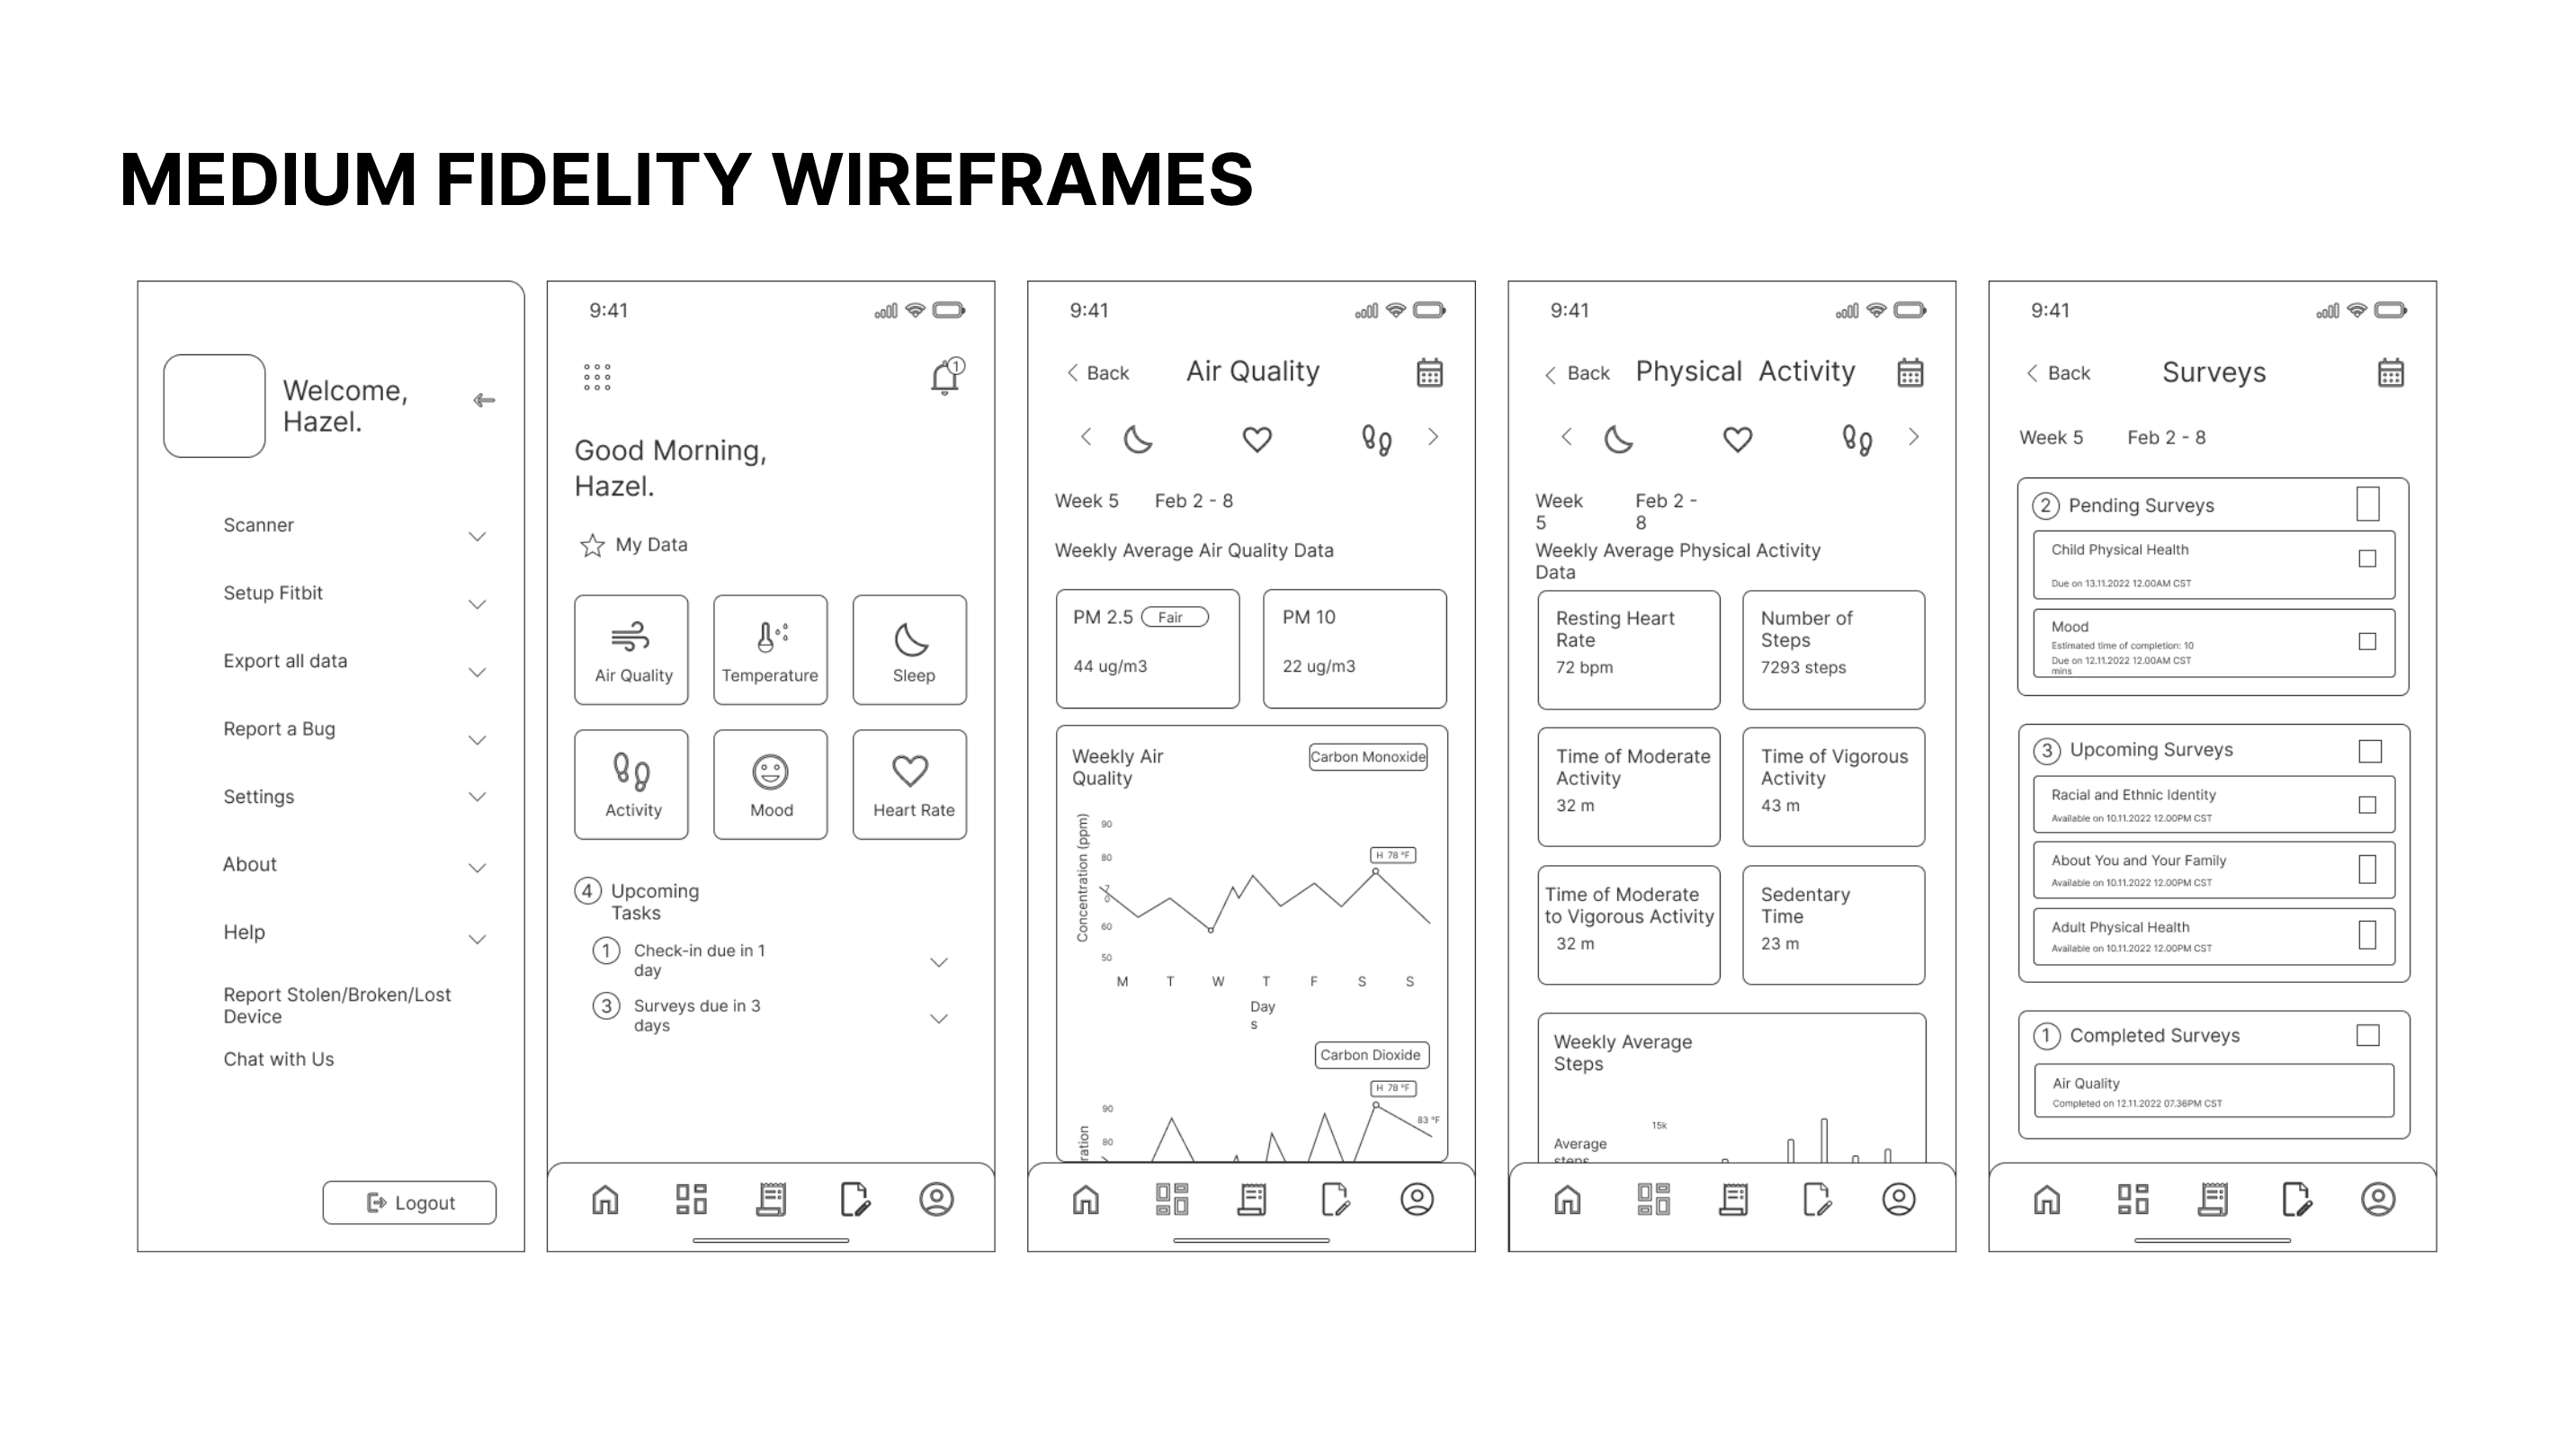 MEDIUM FIDELITY WIREFRAMES
Welcome,
Hazel.
Scanner
Setup Fitbit
Export all data
Report a Bug
Settings
About
Help
Report Stolen/Broken/Lost
Device
Chat with Us
Logout
9:41
1
Good Morning,
Hazel.
My Data
Air Quality
Temperature
Sleep
Activity
Mood
Heart Rate
4 Upcoming
Tasks
1 Check-in due in 1
day
3 Surveys due in 3
days
9:41
Back Air Quality
Week 5 Feb 2 - 8
Weekly Average Air Quality Data
PM 2.5 Fair
44 ug/m3
PM 10
22 ug/m3
Weekly Air
Quality
Carbon Monoxide
Concentration (ppm)
90
80
7
0
60
50
H 78 °F
M T W T F S S
Day
s
Carbon Dioxide
H 78 °F
83 °F
90
80
ration
9:41
Back Physical Activity
Week
5
Feb 2 -
8
Weekly Average Physical Activity
Data
Resting Heart
Rate
72 bpm
Number of
Steps
7293 steps
Time of Moderate
Activity
32 m
Time of Vigorous
Activity
43 m
Time of Moderate
to Vigorous Activity
32 m
Sedentary
Time
23 m
Weekly Average
Steps
15k
Average
steps
9:41
Back Surveys
Week 5 Feb 2 - 8
2 Pending Surveys
Child Physical Health
Due on 13.11.2022 12.00AM CST
Mood
Estimated time of completion: 10
Due on 12.11.2022 12.00AM CST
mins
3 Upcoming Surveys
Racial and Ethnic Identity
Available on 10.11.2022 12.00PM CST
About You and Your Family
Available on 10.11.2022 12.00PM CST
Adult Physical Health
Available on 10.11.2022 12.00PM CST
1 Completed Surveys
Air Quality
Completed on 12.11.2022 07.36PM CST